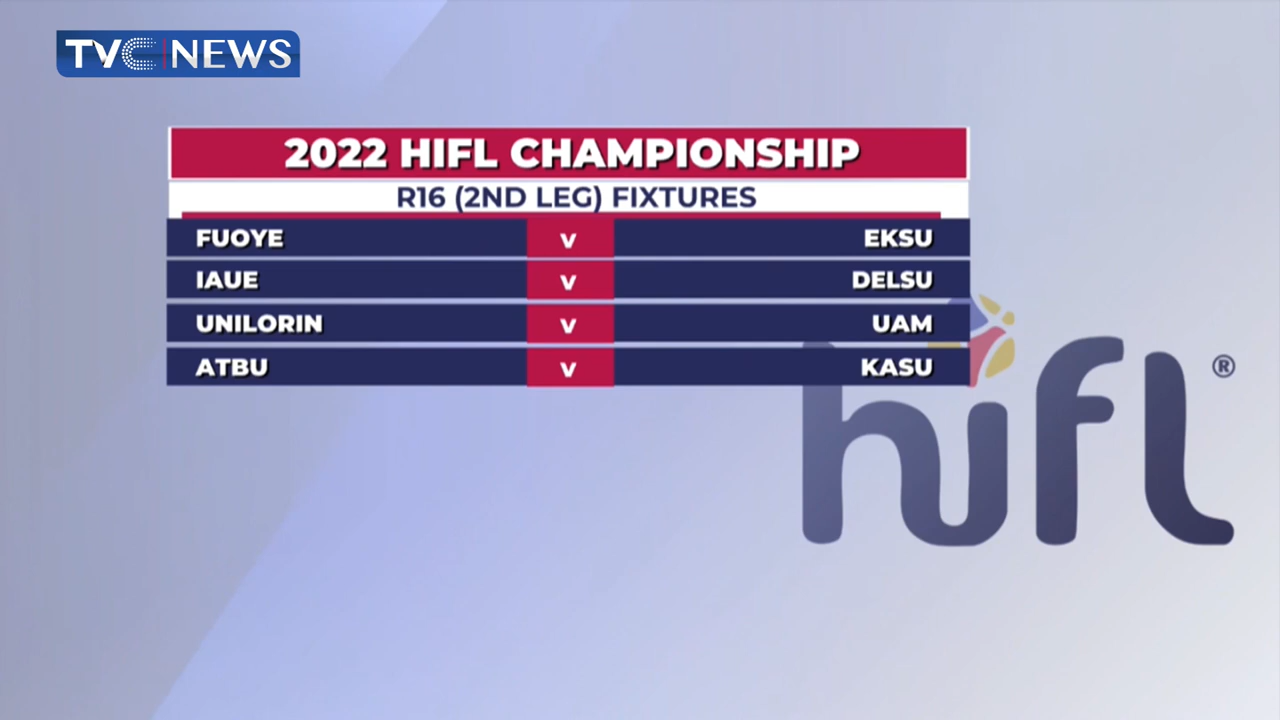 TVC NEWS
2022 HIFL CHAMPIONSHIP
R16 (2ND LEG) FIXTURES
FUOYE v EKSU
IAUE v DELSU
UNILORIN v UAM
ATBU v KASU
hifl ®